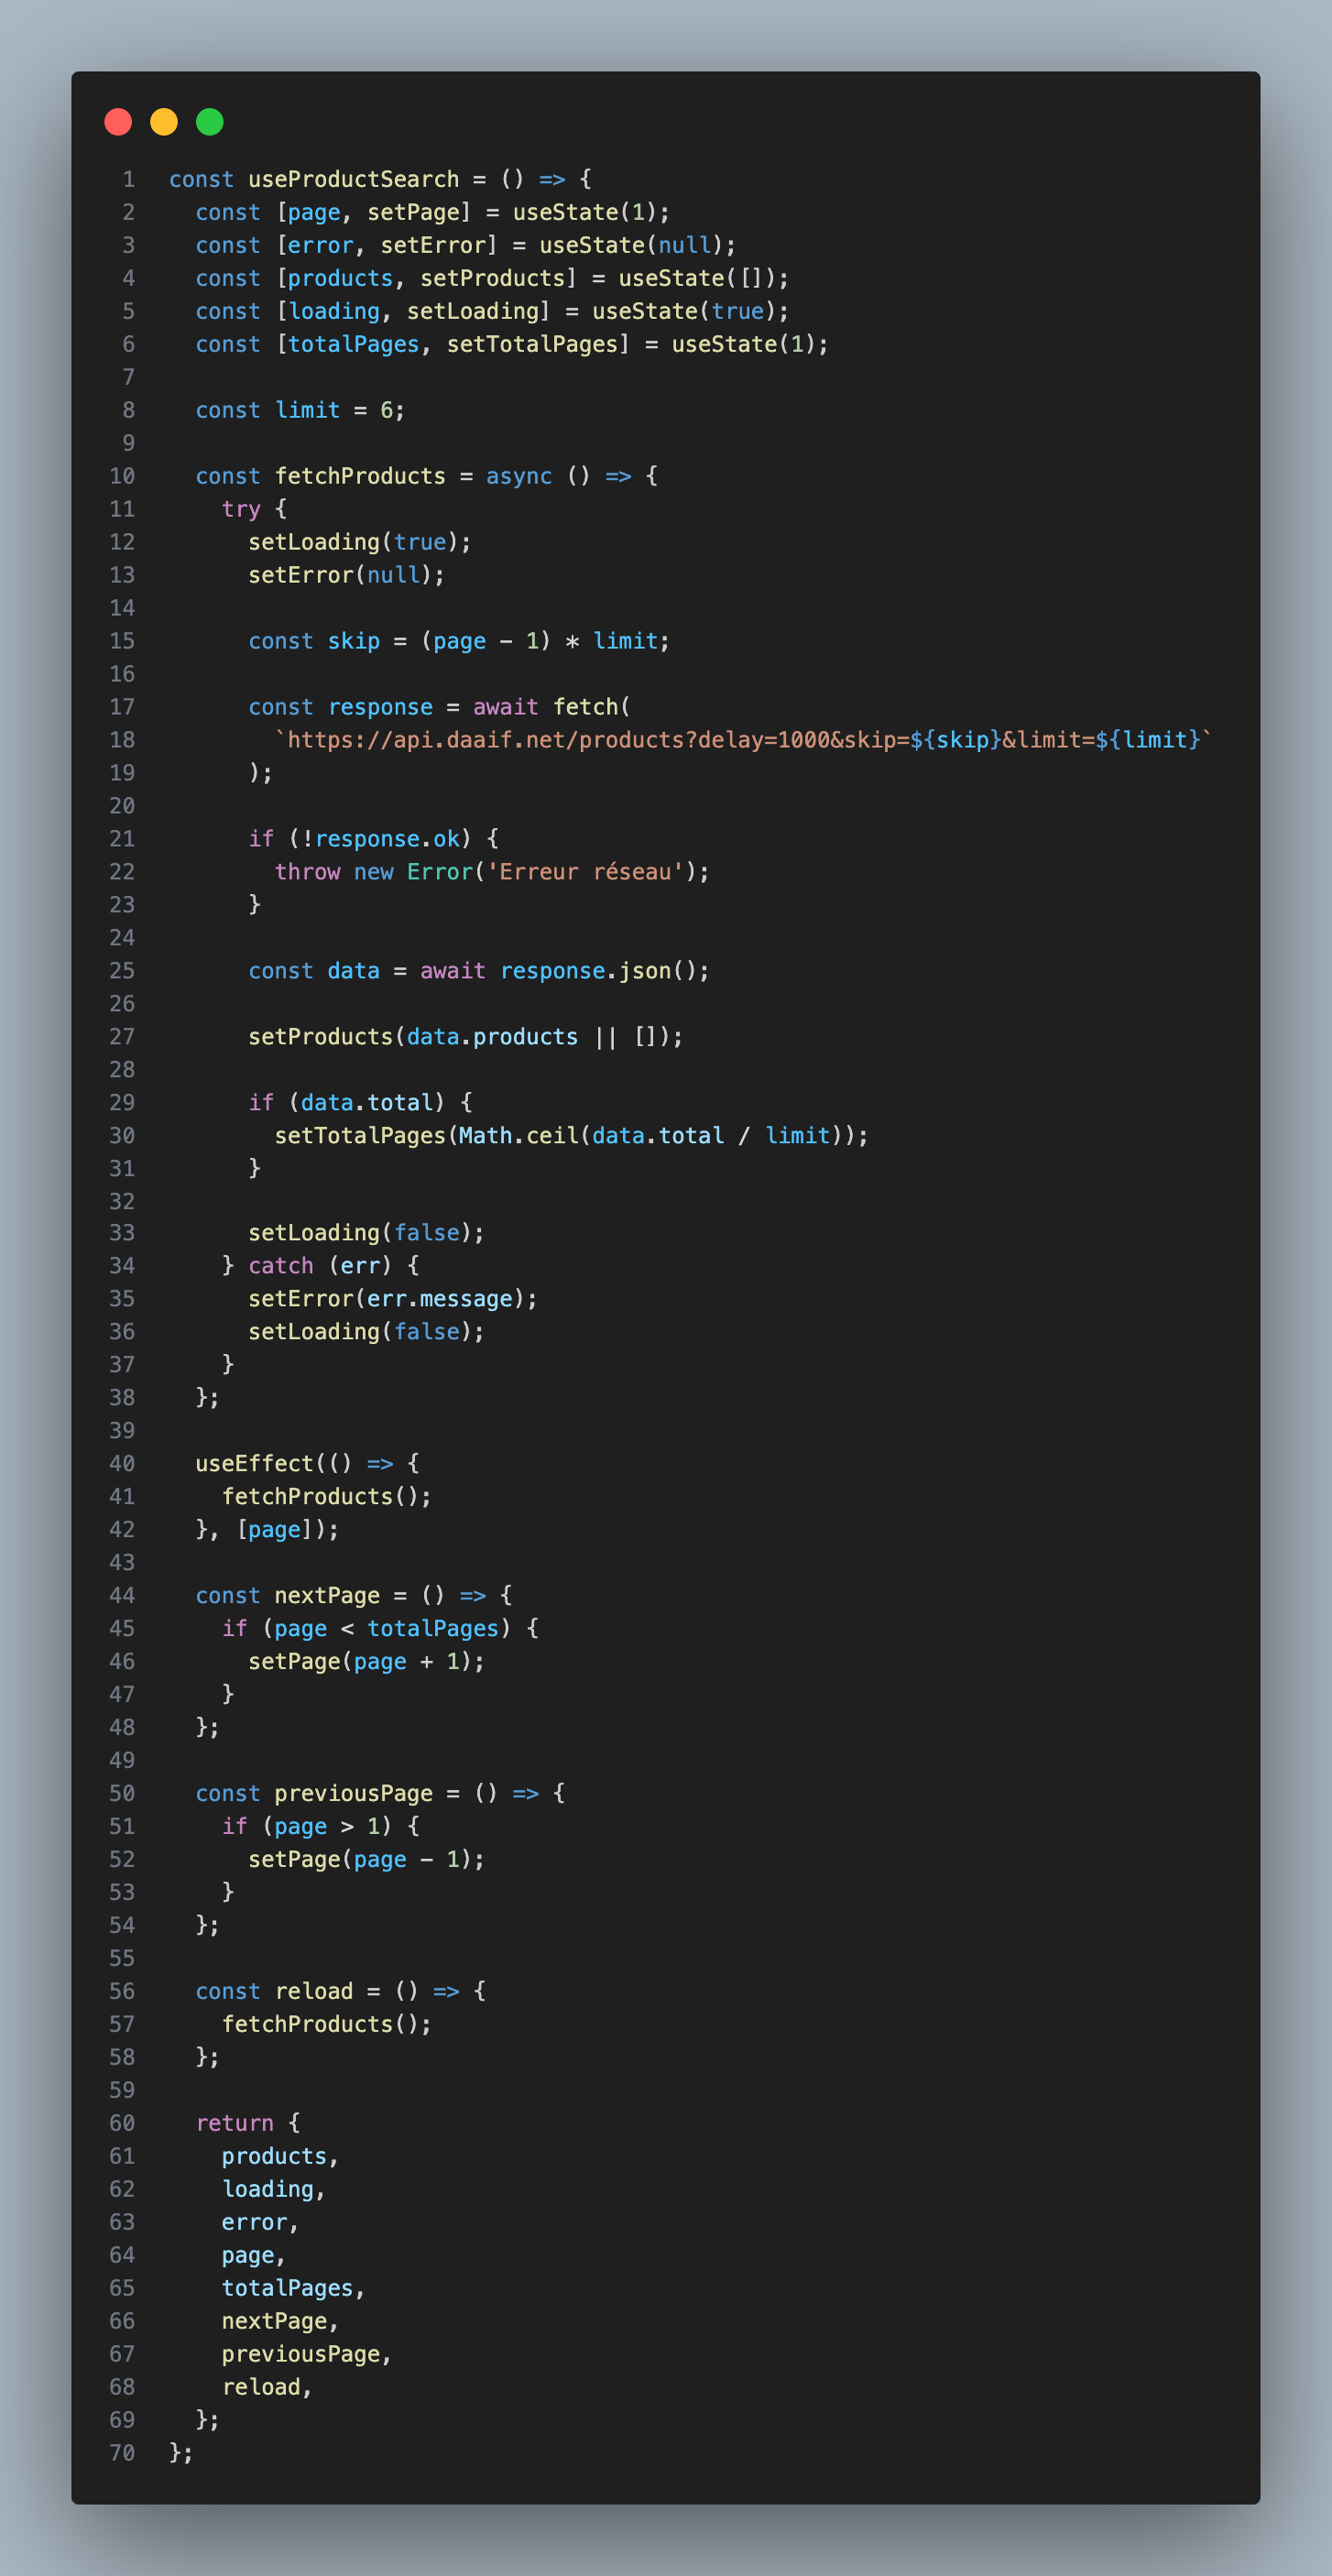 1 const useProductSearch = () => {
2   const [page, setPage] = useState(1);
3   const [error, setError] = useState(null);
4   const [products, setProducts] = useState([]);
5   const [loading, setLoading] = useState(true);
6   const [totalPages, setTotalPages] = useState(1);
7
8   const limit = 6;
9
10   const fetchProducts = async () => {
11     try {
12       setLoading(true);
13       setError(null);
14
15       const skip = (page - 1) * limit;
16
17       const response = await fetch(
18         `https://api.daaif.net/products?delay=1000&skip=${skip}&limit=${limit}`
19       );
20
21       if (!response.ok) {
22         throw new Error('Erreur réseau');
23       }
24
25       const data = await response.json();
26
27       setProducts(data.products || []);
28
29       if (data.total) {
30         setTotalPages(Math.ceil(data.total / limit));
31       }
32
33       setLoading(false);
34     } catch (err) {
35       setError(err.message);
36       setLoading(false);
37     }
38   };
39
40   useEffect(() => {
41     fetchProducts();
42   }, [page]);
43
44   const nextPage = () => {
45     if (page < totalPages) {
46       setPage(page + 1);
47     }
48   };
49
50   const previousPage = () => {
51     if (page > 1) {
52       setPage(page - 1);
53     }
54   };
55
56   const reload = () => {
57     fetchProducts();
58   };
59
60   return {
61     products,
62     loading,
63     error,
64     page,
65     totalPages,
66     nextPage,
67     previousPage,
68     reload,
69   };
70 };